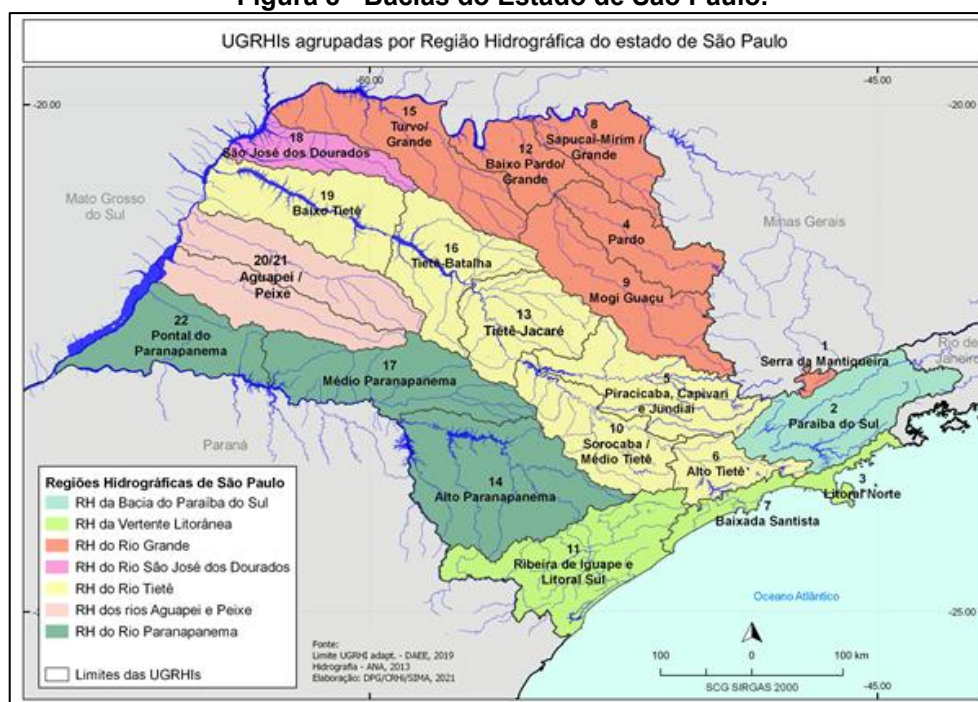 Figura 8 - Bacias do Estado de São Paulo.
UGRHIs agrupadas por Região Hidrográfica do estado de São Paulo
-50.00
-45.00
-20.00
-20.00
15
Turvo/
Grande
8
Sapucaí-Mirim /
Grande
18
São José dos Dourados
12
Baixo Pardo/
Grande
Mato Grosso
do Sul
19
Baixo Tietê
Minas Gerais
4
Pardo
16
Tietê-Batalha
20/21
Aguapeí /
Peixe
9
Mogi Guaçu
13
Tietê-Jacaré
22
Pontal do
Paranapanema
1
Serra da Mantiqueira
Rio de
Janeiro
17
Médio Paranapanema
5
Piracicaba, Capivari
e Jundiaí
2
Paraíba do Sul
10
Sorocaba /
Médio Tietê
Paraná
6
Alto Tietê
3
Litoral Norte
14
Alto Paranapanema
7
Baixada Santista
11
Ribeira de Iguape e
Litoral Sul
Regiões Hidrográficas de São Paulo
RH da Bacia do Paraíba do Sul
RH da Vertente Litorânea
RH do Rio Grande
RH do Rio São José dos Dourados
RH do Rio Tietê
RH dos rios Aguapeí e Peixe
RH do Rio Paranapanema
Limites das UGRHIs
Oceano Atlântico
-25.00
Fonte:
Limite UGRHI adapt. - DAEE, 2019
Hidrografia - ANA, 2013
Elaboração: DPG/CRHi/SIMA, 2021
100 0 100 km
SCG SIRGAS 2000
-45.00